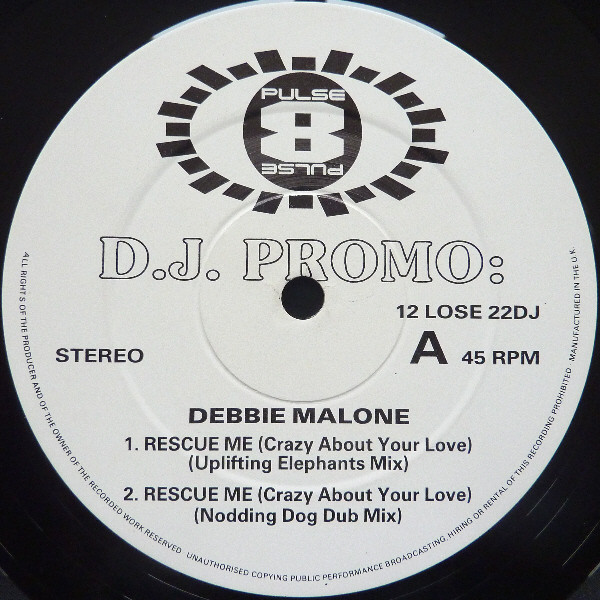 PULSE
8
PULSE
D.J. PROMO:
12 LOSE 22DJ
STEREO
A 45 RPM
DEBBIE MALONE
1. RESCUE ME (Crazy About Your Love)
(Uplifting Elephants Mix)
2. RESCUE ME (Crazy About Your Love)
(Nodding Dog Dub Mix)
ALL RIGHTS OF THE PRODUCER AND OF THE OWNER OF THE RECORDED WORK RESERVED UNAUTHORISED COPYING PUBLIC PERFORMANCE BROADCASTING, HIRING OR RENTAL OF THIS RECORDING PROHIBITED. MANUFACTURED IN THE U.K.